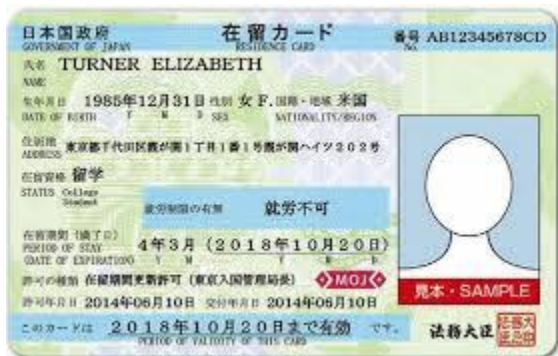 日本国政府 在留カード 番号 AB12345678CD
GOVERNMENT OF JAPAN RESIDENCE CARD No.
氏名 TURNER ELIZABETH
NAME
生年月日 1985年12月31日 性別 女 F. 国籍・地域 米国
DATE OF BIRTH Y M D SEX NATIONALITY/REGION
住居地 東京都千代田区霞が関1丁目1番1号霞が関ハイツ202号
ADDRESS
在留資格 留学
STATUS College Student
就労制限の有無 就労不可
在留期間(満了日) 4年3月(2018年10月20日)
PERIOD OF STAY
(DATE OF EXPIRATION) Y M Y M D
許可の種類 在留期間更新許可(東京入国管理局長) MOJ
見本・SAMPLE
許可年月日 2014年06月10日 交付年月日 2014年06月10日
このカードは 2018年10月20日まで有効 です。
PERIOD OF VALIDITY OF THIS CARD
法務大臣